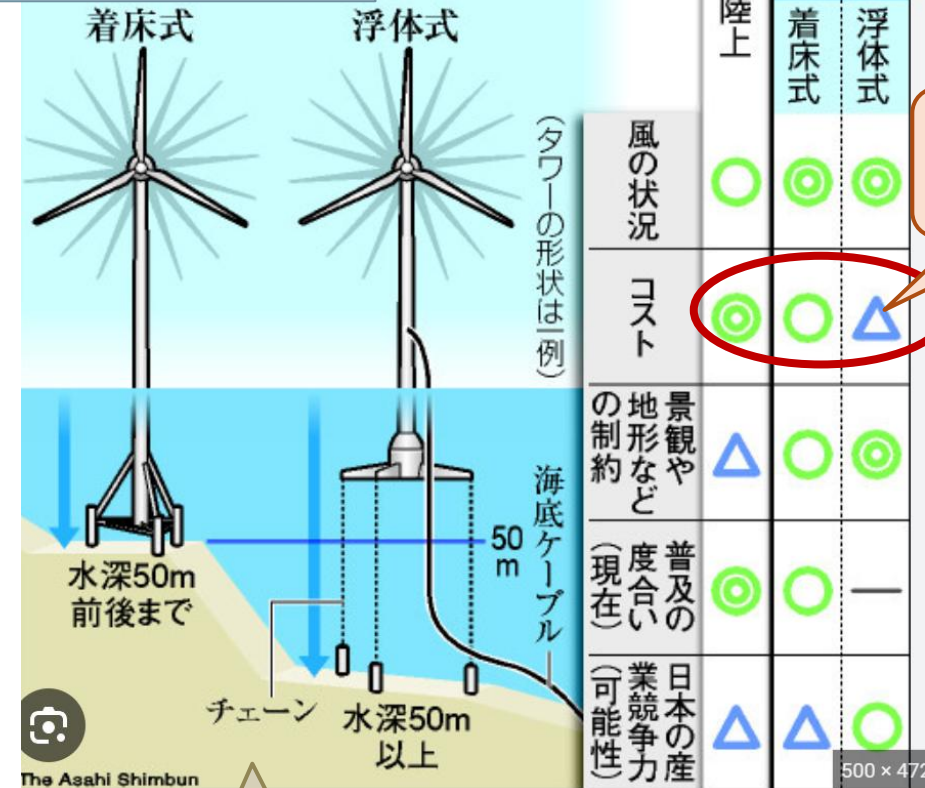 着床式
浮体式
(タワーの形状は一例)
50
m
水深50m
前後まで
海底ケーブル
チェーン
水深50m
以上
The Asahi Shimbun
陸上
着床式
浮体式
風の状況
◎
◎
コスト
◎
△
景観や
地形など
の制約
△
◎
普及の
度合い
(現在)
◎
—
日本の産
業競争力
(可能性)
△
△
500 × 472